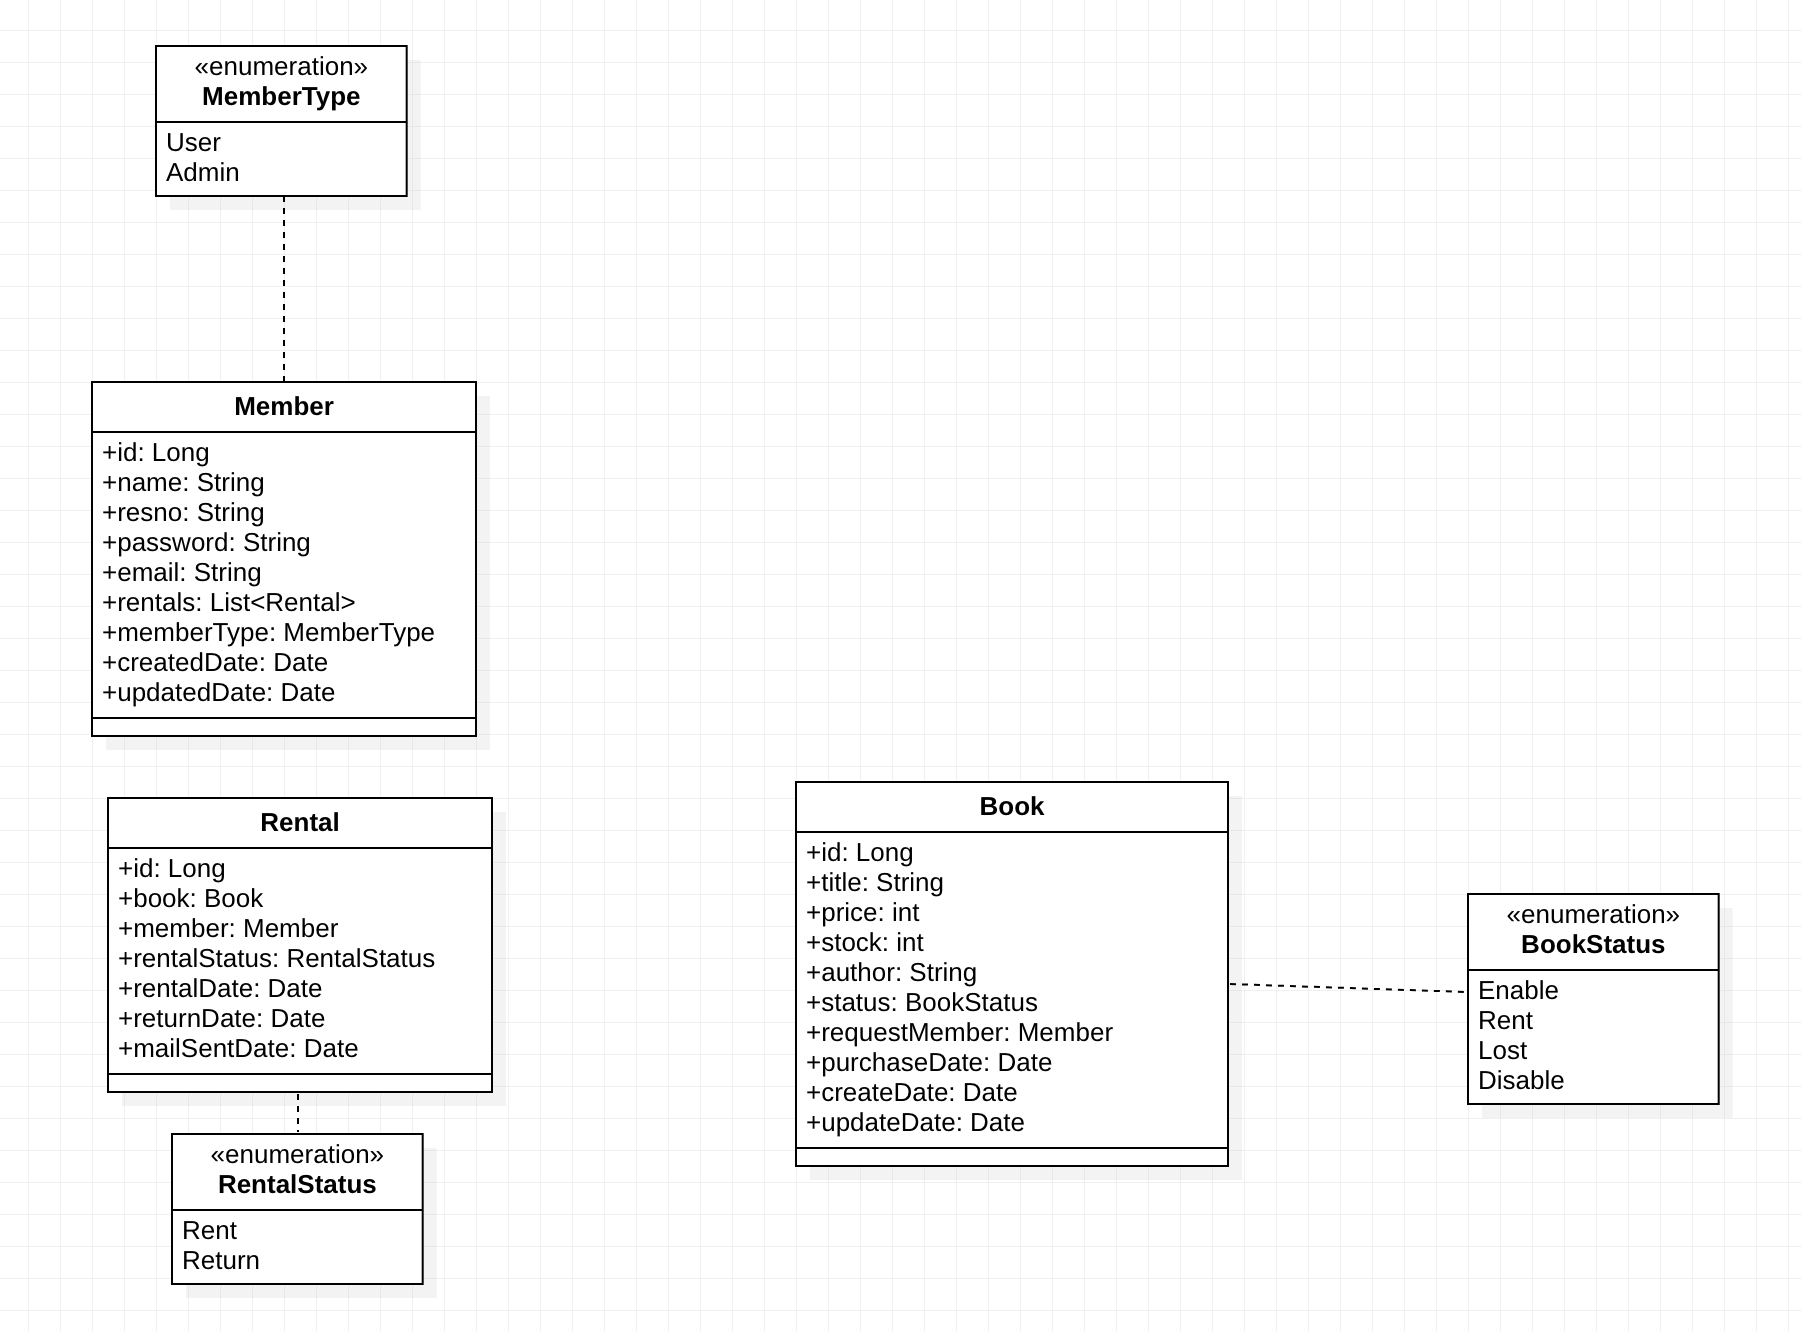 «enumeration»
MemberType
User
Admin
Member
+id: Long
+name: String
+resno: String
+password: String
+email: String
+rentals: List<Rental>
+memberType: MemberType
+createdDate: Date
+updatedDate: Date
Rental
+id: Long
+book: Book
+member: Member
+rentalStatus: RentalStatus
+rentalDate: Date
+returnDate: Date
+mailSentDate: Date
«enumeration»
RentalStatus
Rent
Return
Book
+id: Long
+title: String
+price: int
+stock: int
+author: String
+status: BookStatus
+requestMember: Member
+purchaseDate: Date
+createDate: Date
+updateDate: Date
«enumeration»
BookStatus
Enable
Rent
Lost
Disable